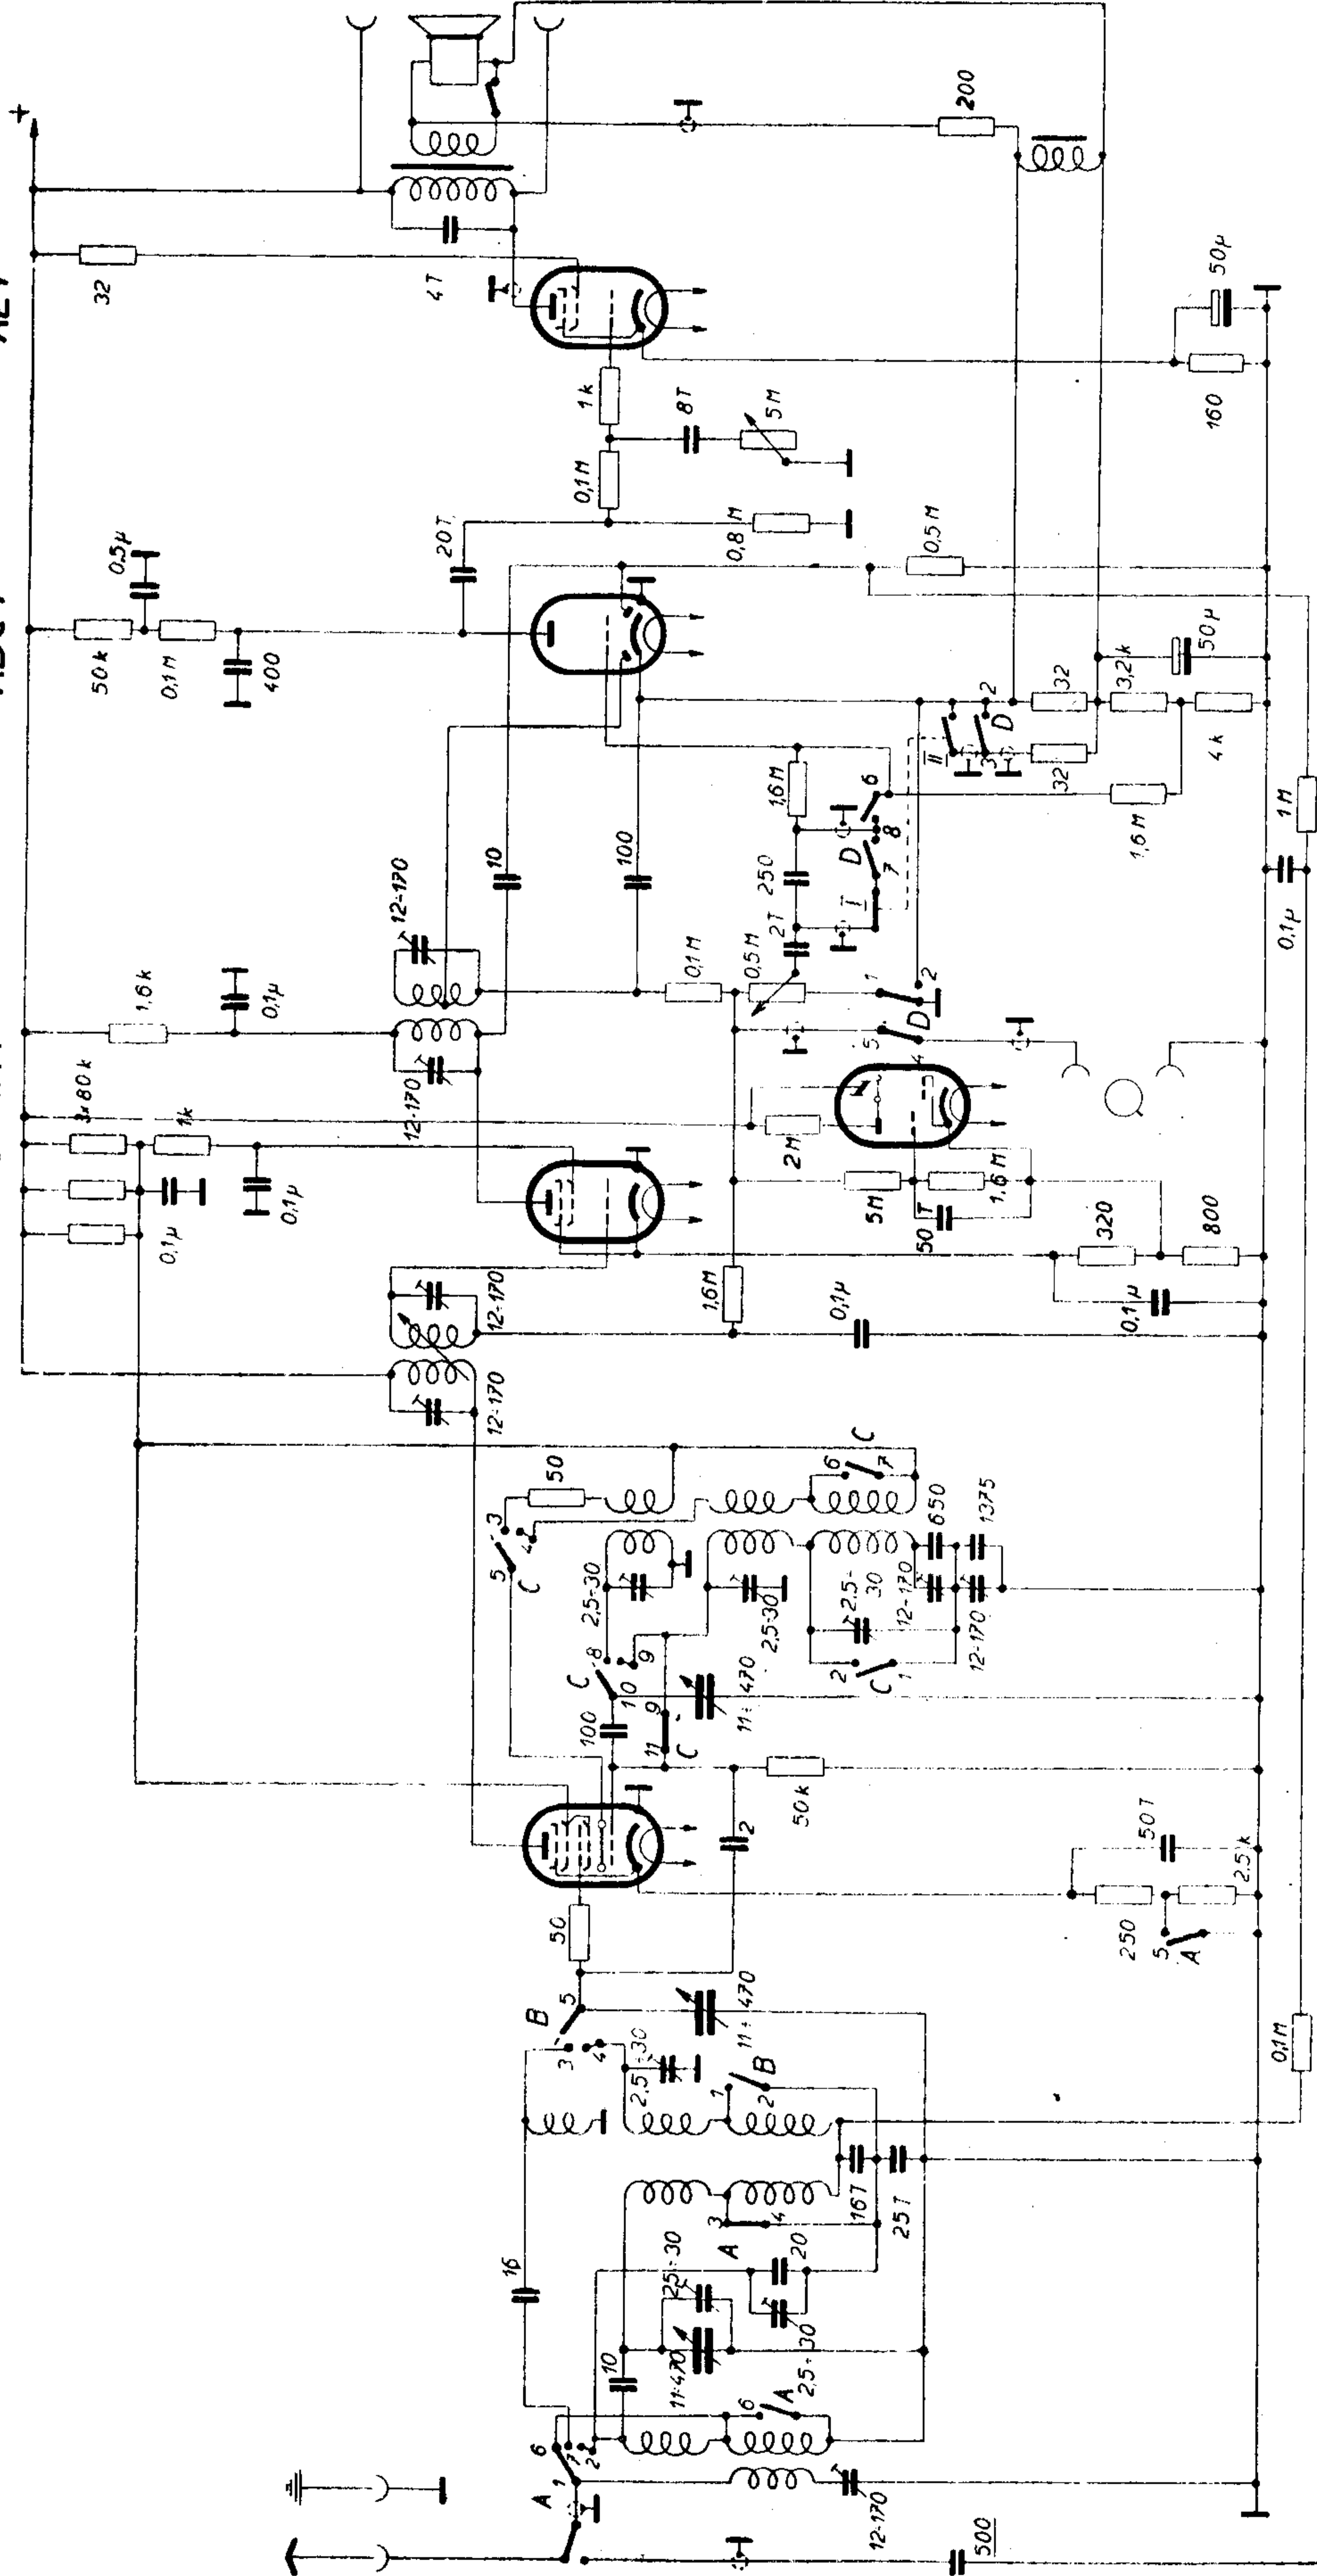 +
32
4T
200
50µ
160
1k
8T
5M
0,1M
20T
0,8M
0,5M
0,5µ
50k
0,1M
400
50µ
32
3,2k
4k
2
D
3
II
32
1,6M
1M
0,1µ
1,6M
6
8
D
7
I
250
2T
10
100
12-170
12-170
1,6k
0,1µ
0,1M
0,5M
1
2
D
5
4
3x80k
1k
0,1µ
0,1µ
2M
5M
1,6M
50T
320
800
0,1µ
1,6M
0,1µ
12-170
12-170
50
3
4
5
C
6
7
C
650
1375
2,5÷30
2,5÷30
2,5÷30
12-170
12-170
2
1
C
8
9
10
C
100
11
9
C
11÷470
50k
2
50
50T
2,5k
250
5
A
B
5
3
4
2,5÷30
11÷470
1
2
B
0,1M
16T
25T
3
4
A
16
2,5÷30
20
2,5÷30
11÷470
10
6
A
6
7
2
1
A
12-170
500